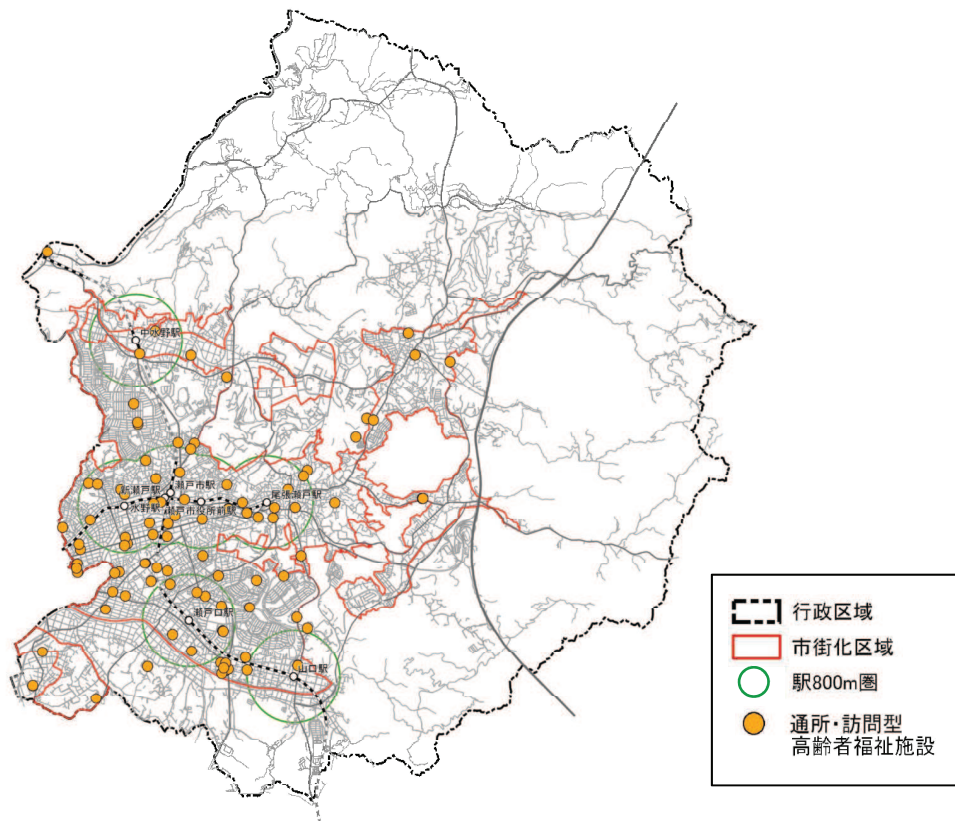 中水野駅
新瀬戸駅
瀬戸市駅
尾張瀬戸駅
水野駅
瀬戸市役所前駅
瀬戸口駅
山口駅
行政区域
市街化区域
駅800m圏
通所・訪問型
高齢者福祉施設